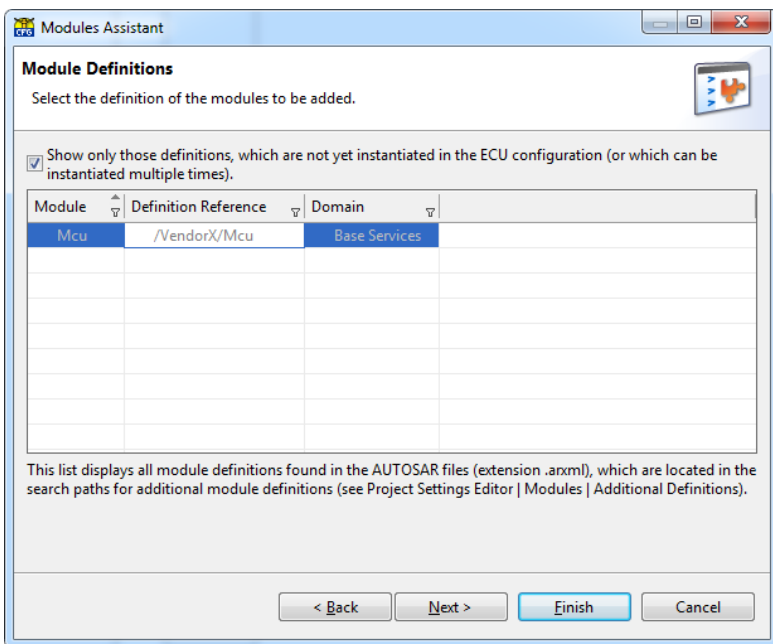 CFG Modules Assistant
Module Definitions
Select the definition of the modules to be added.
Show only those definitions, which are not yet instantiated in the ECU configuration (or which can be
instantiated multiple times).
Module Definition Reference Domain
Mcu /VendorX/Mcu Base Services
This list displays all module definitions found in the AUTOSAR files (extension .arxml), which are located in the
search paths for additional module definitions (see Project Settings Editor | Modules | Additional Definitions).
< Back Next > Finish Cancel